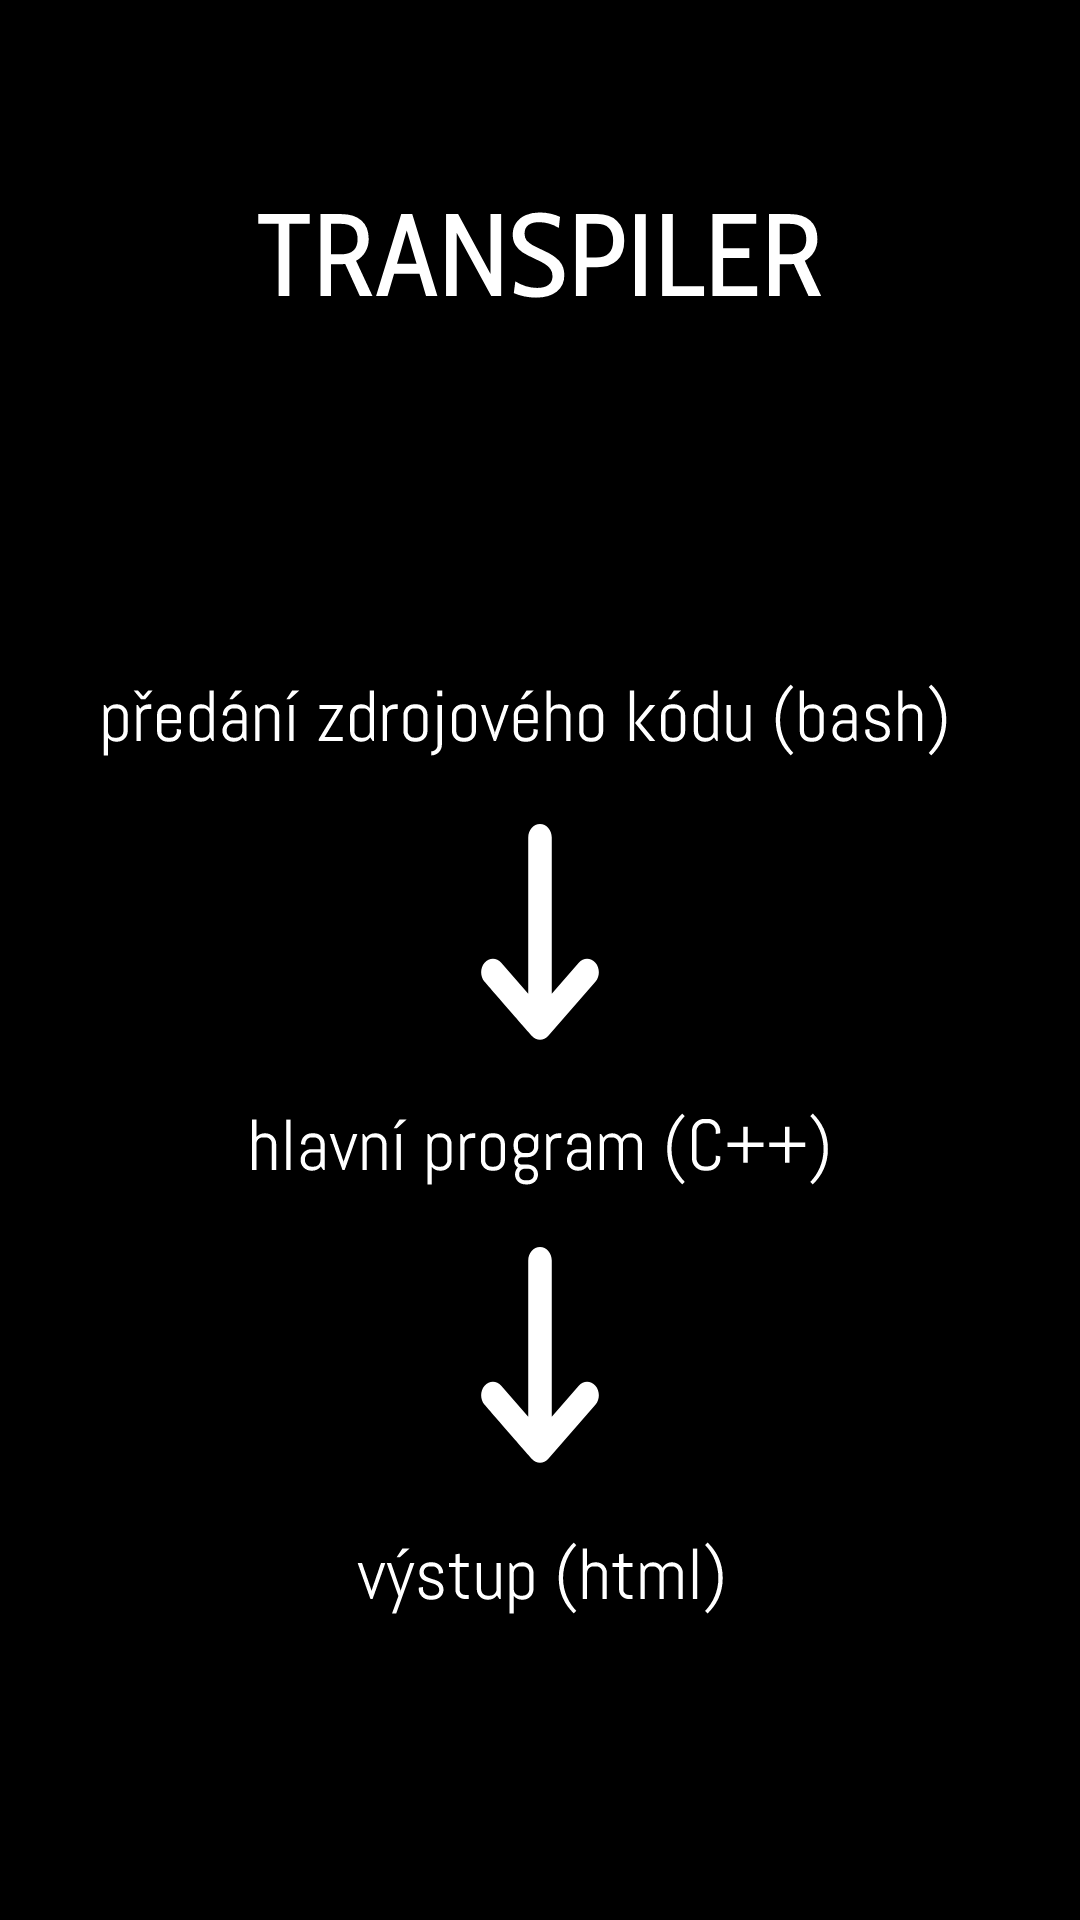 TRANSPILER
předání zdrojového kódu (bash)
hlavní program (C++)
výstup (html)